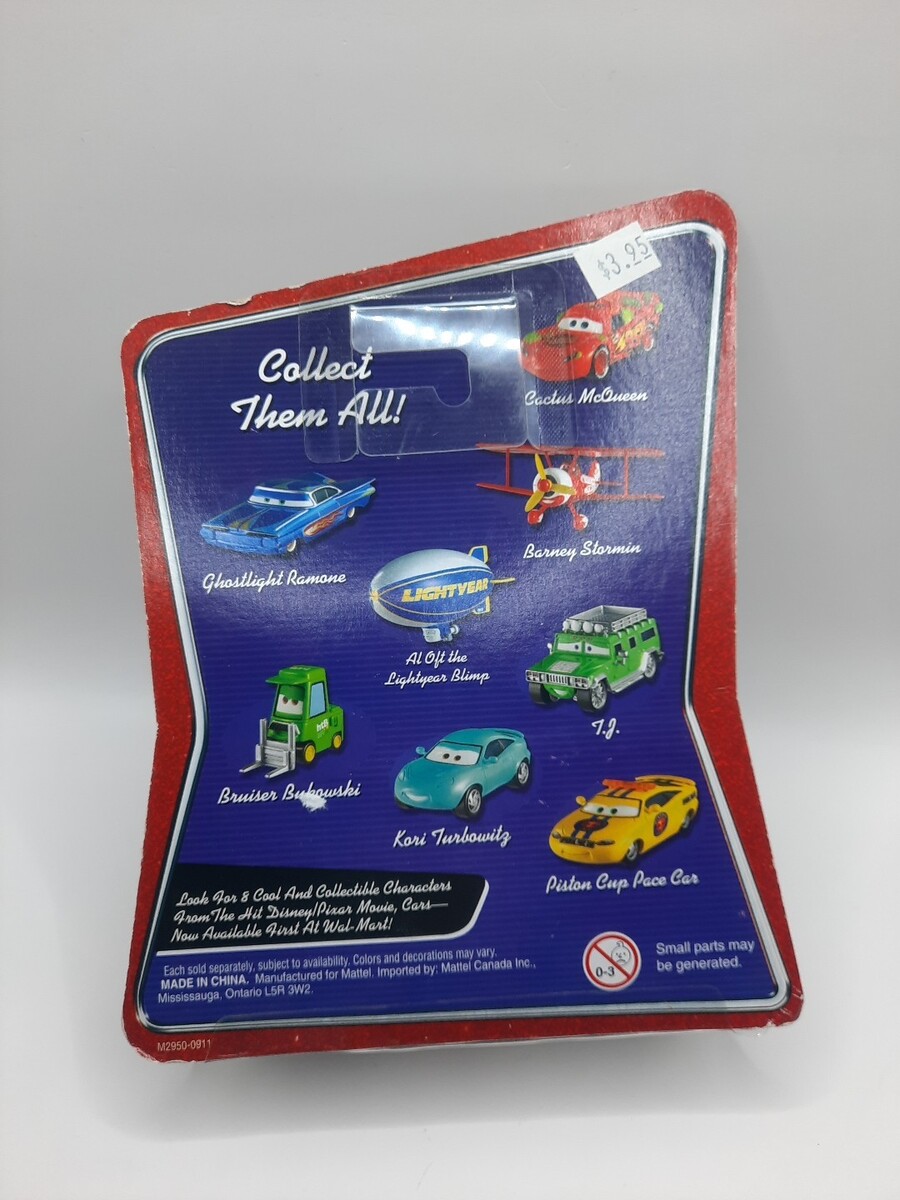 $3.95
Collect
Them All!
Cactus McQueen
Barney Stormin
Ghostlight Ramone
LIGHTYEAR
Al Oft the
Lightyear Blimp
T.J.
Bruiser Bukowski
Kori Turbowitz
Piston Cup Pace Car
Look For 8 Cool And Collectible Characters
From The Hit Disney/Pixar Movie, Cars—
Now Available First At Wal-Mart!
Each sold separately, subject to availability. Colors and decorations may vary.
MADE IN CHINA. Manufactured for Mattel. Imported by: Mattel Canada Inc.,
Mississauga, Ontario L5R 3W2.
0-3
Small parts may
be generated.
M2950-0911